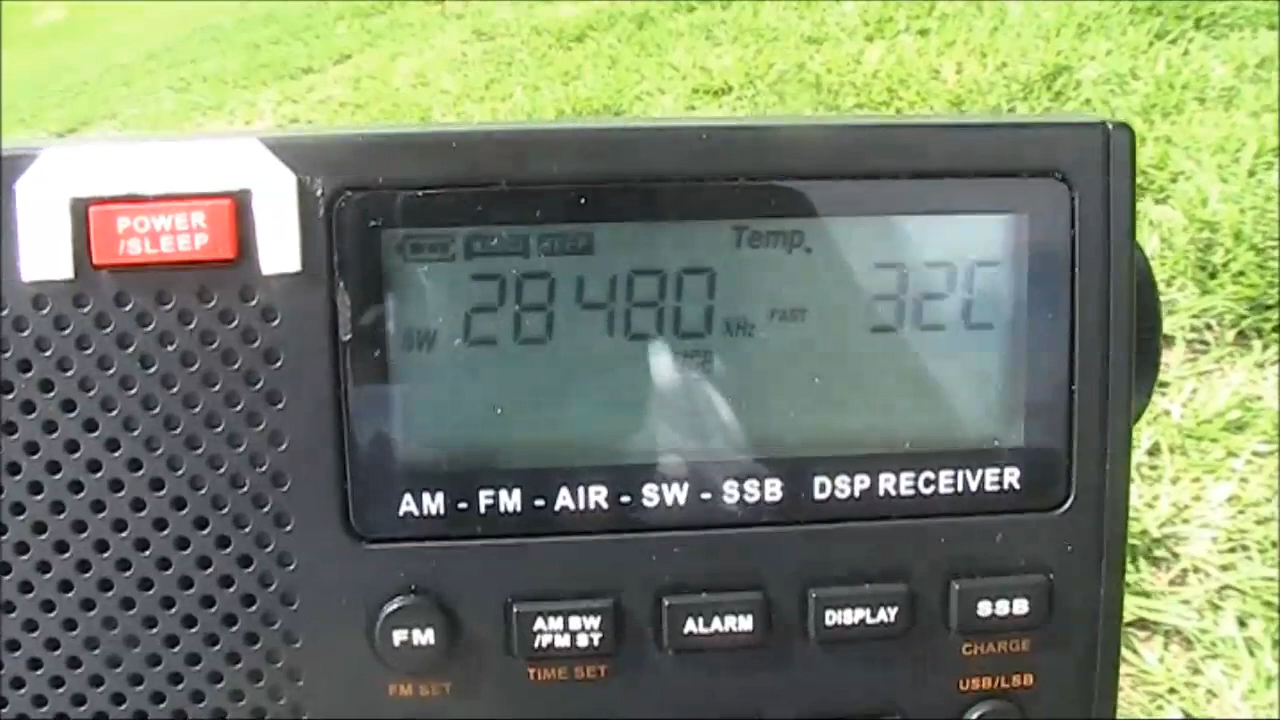 POWER
/SLEEP
Temp.
SW 28480 kHz FAST 32C
AM - FM - AIR - SW - SSB DSP RECEIVER
FM
AM BW
/FM ST
ALARM
DISPLAY
SSB
FM SET
TIME SET
CHARGE
USB/LSB